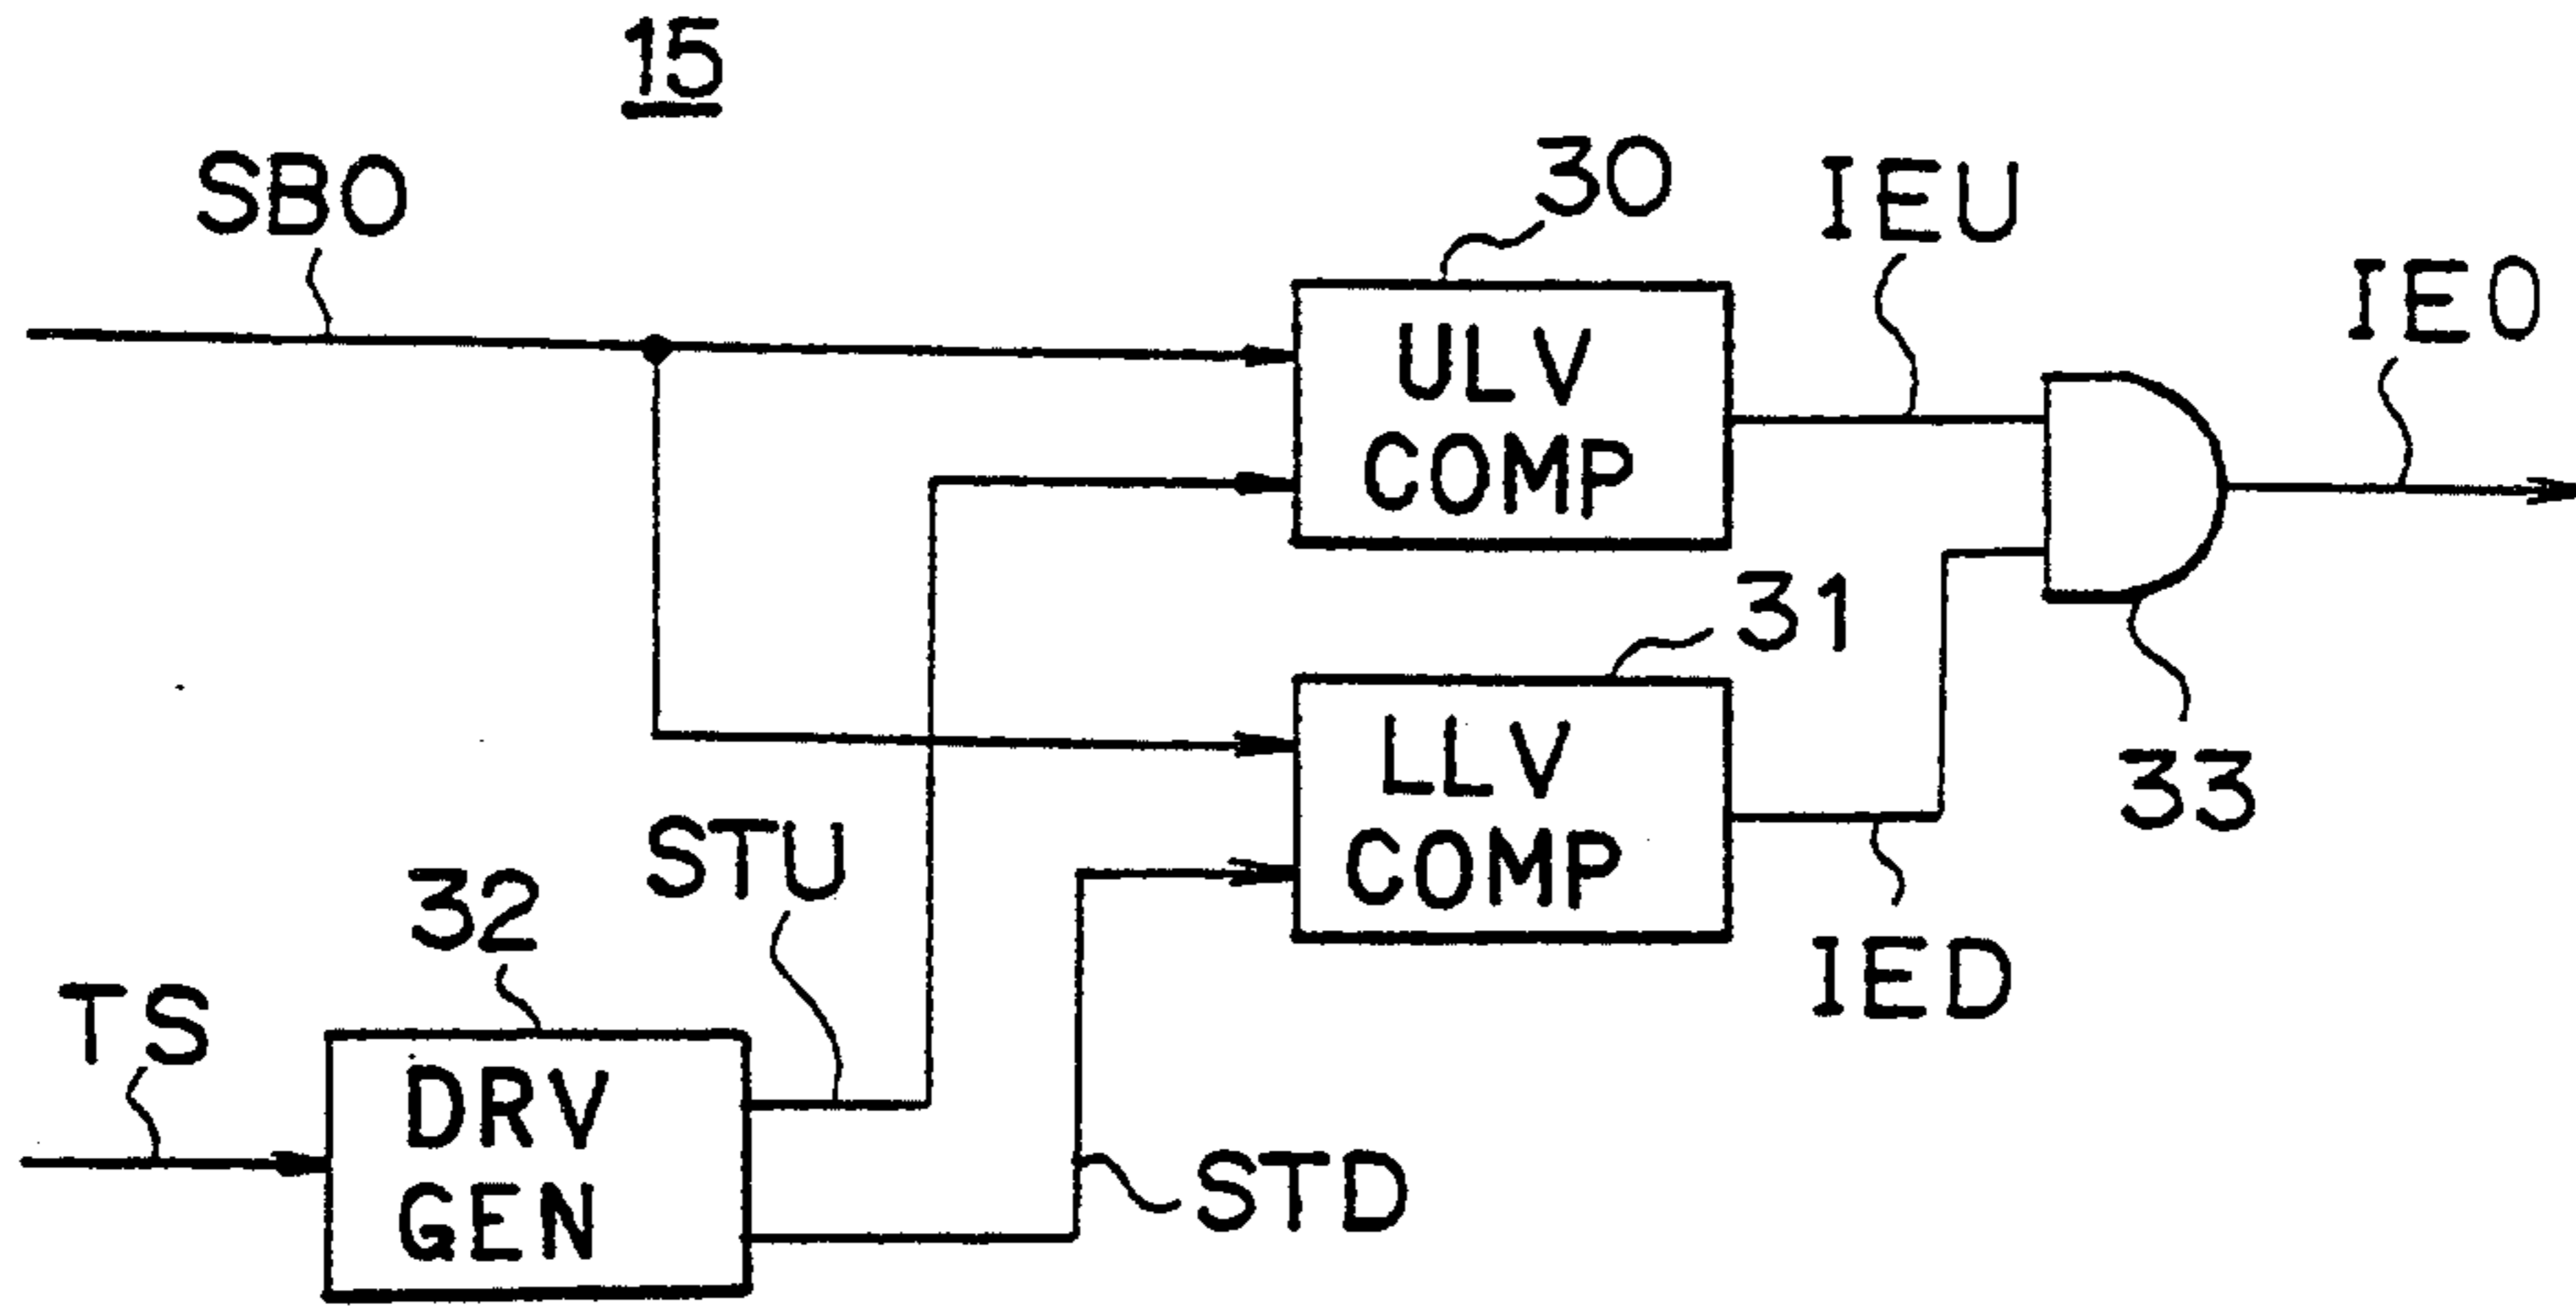 15
SBO
30
IEU
IEO
ULV
COMP
31
LLV
COMP
33
STU
32
IED
TS
DRV
GEN
STD